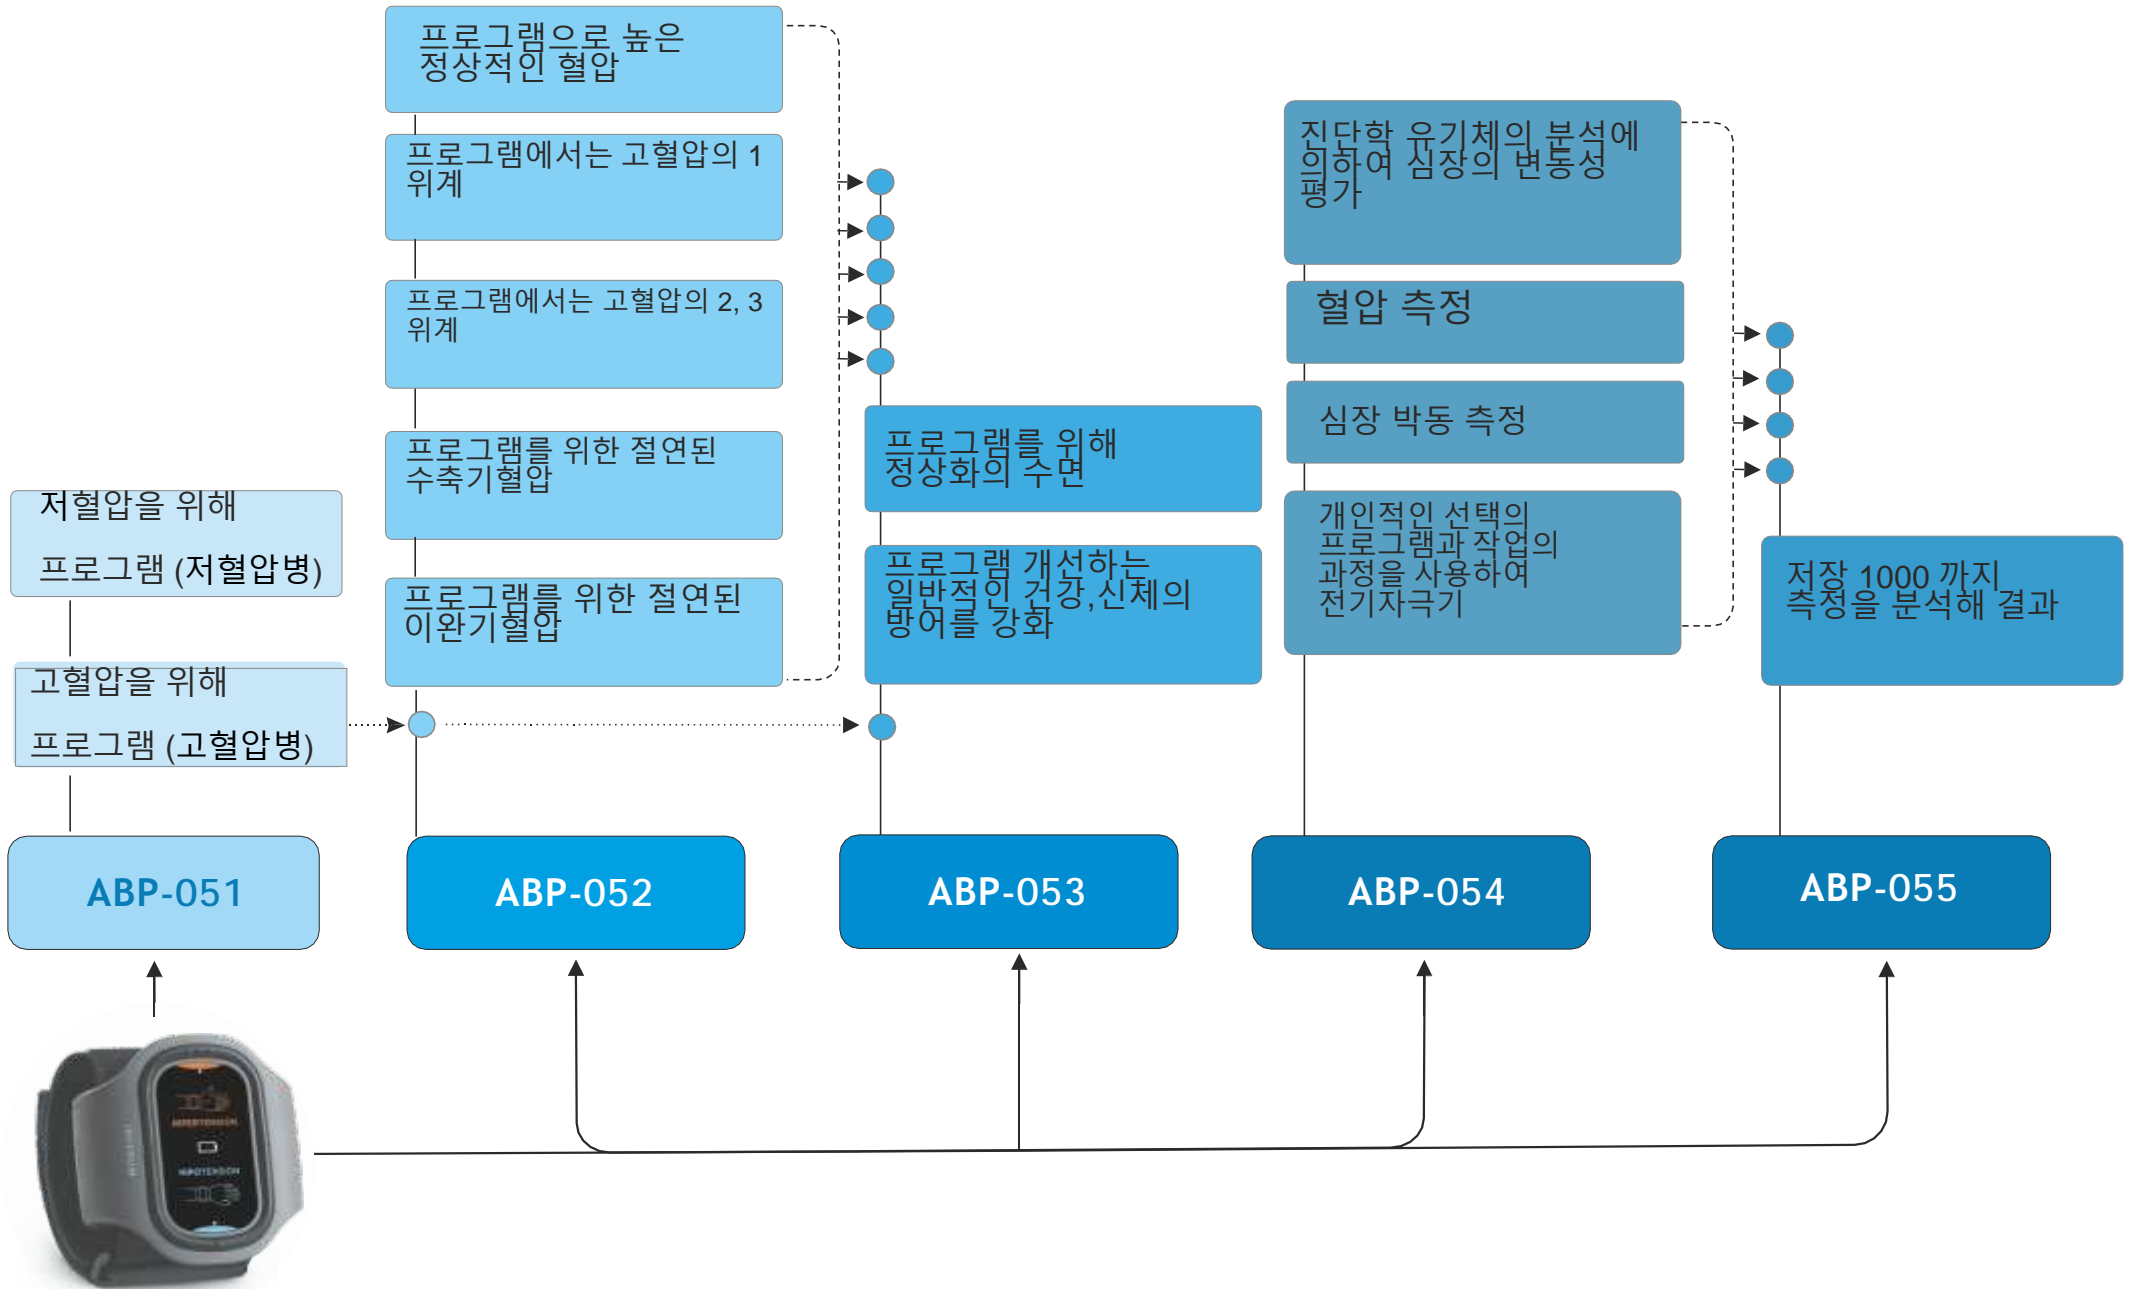 프로그램으로 높은
정상적인 혈압
프로그램에서는 고혈압의 1
위계
프로그램에서는 고혈압의 2, 3
위계
프로그램를 위한 절연된
수축기혈압
프로그램를 위한 절연된
이완기혈압
저혈압을 위해
프로그램 (저혈압병)
고혈압을 위해
프로그램 (고혈압병)
프로그램를 위해
정상화의 수면
프로그램 개선하는
일반적인 건강,신체의
방어를 강화
진단학 유기체의 분석에
의하여 심장의 변동성
평가
혈압 측정
심장 박동 측정
개인적인 선택의
프로그램과 작업의
과정을 사용하여
전기자극기
저장 1000 까지
측정을 분석해 결과
ABP-051
ABP-052
ABP-053
ABP-054
ABP-055
HIPOTENSION